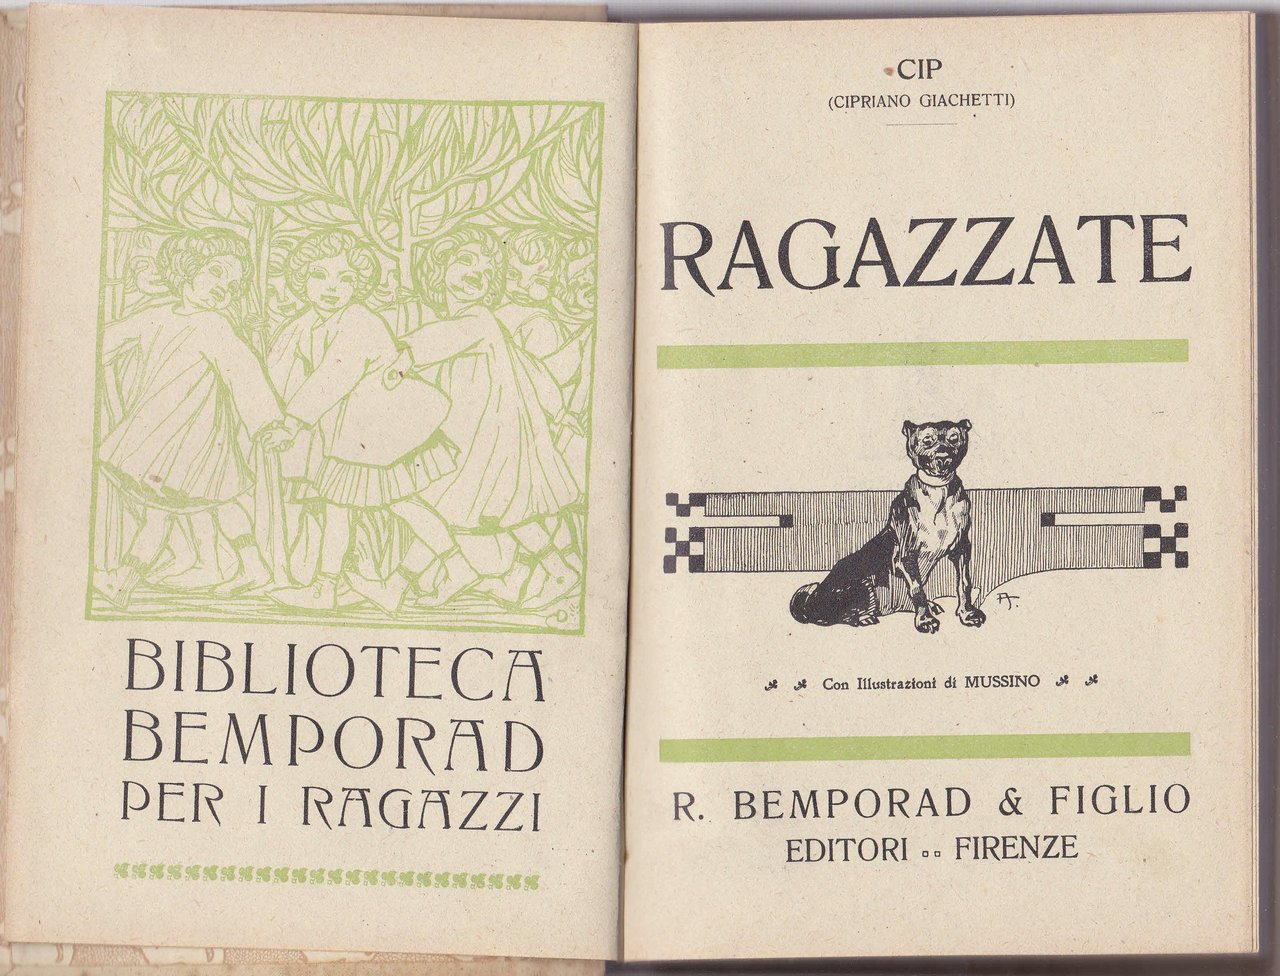 BIBLIOTECA
BEMPORAD
PER I RAGAZZI
CIP
(CIPRIANO GIACHETTI)
RAGAZZATE
Con Illustrazioni di MUSSINO
R. BEMPORAD & FIGLIO
EDITORI FIRENZE